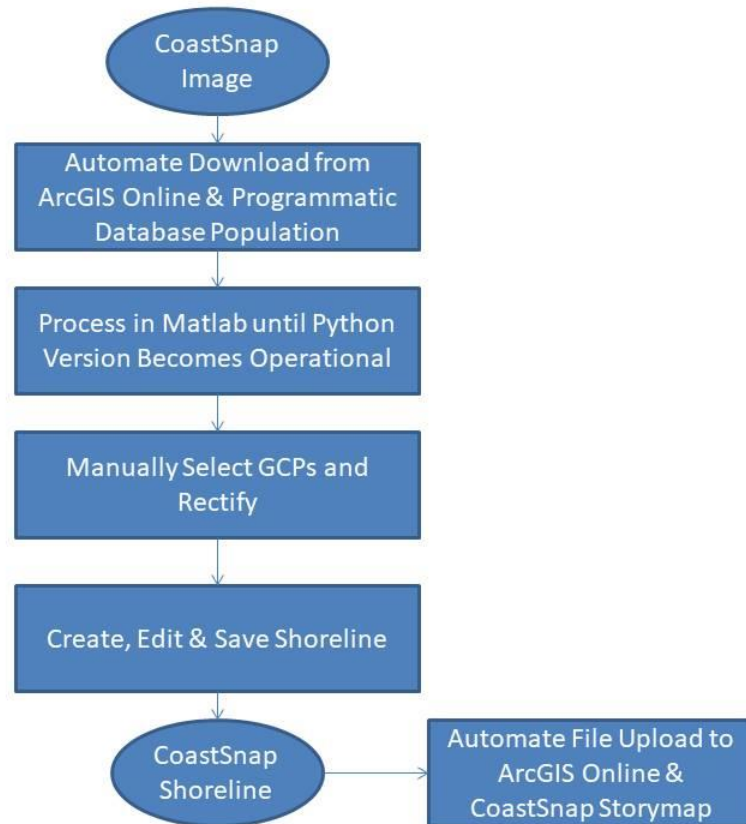 CoastSnap
Image
Automate Download from
ArcGIS Online & Programmatic
Database Population
Process in Matlab until Python
Version Becomes Operational
Manually Select GCPs and
Rectify
Create, Edit & Save Shoreline
CoastSnap
Shoreline
Automate File Upload to
ArcGIS Online &
CoastSnap Storymap